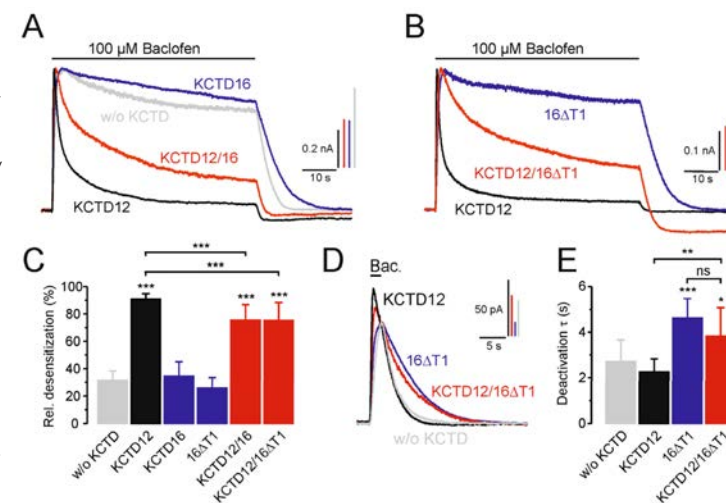 A
100 µM Baclofen
KCTD16
w/o KCTD
KCTD12/16
KCTD12
0.2 nA
10 s
B
100 µM Baclofen
16ΔT1
KCTD12/16ΔT1
KCTD12
0.1 nA
10 s
C
Rel. desensitization (%)
100
80
60
40
20
0
***
***
***
***
***
w/o KCTD
KCTD12
KCTD16
16ΔT1
KCTD12/16
KCTD12/16ΔT1
D
Bac.
KCTD12
16ΔT1
KCTD12/16ΔT1
w/o KCTD
50 pA
5 s
E
Deactivation τ (s)
6
4
2
0
**
ns
***
*
w/o KCTD
KCTD12
16ΔT1
KCTD12/16ΔT1